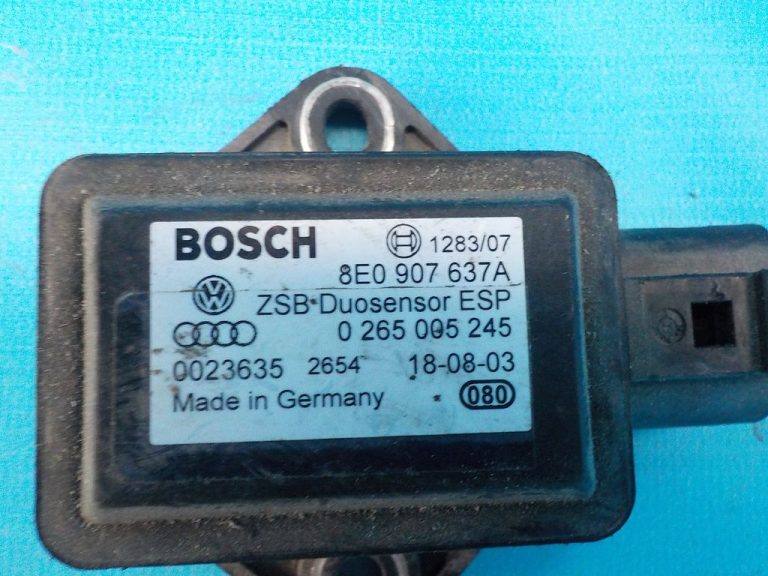 BOSCH 1283/07
8E0 907 637A
ZSB Duosensor ESP
0 265 005 245
0023635 2654 18-08-03
Made in Germany 080